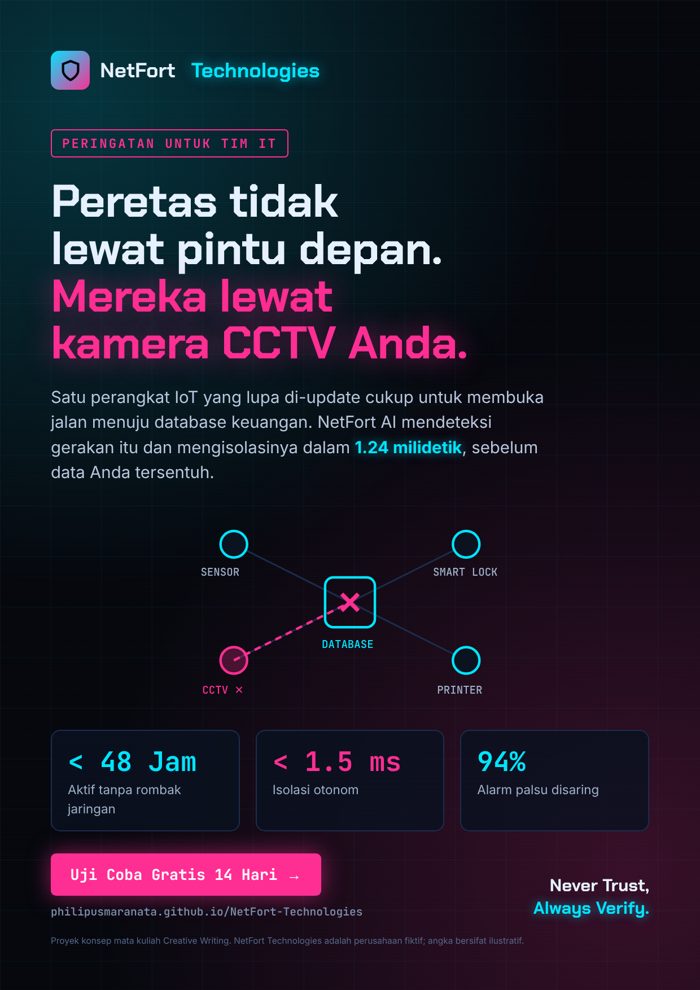 NetFort Technologies
PERINGATAN UNTUK TIM IT
Peretas tidak
lewat pintu depan.
Mereka lewat
kamera CCTV Anda.
Satu perangkat IoT yang lupa di-update cukup untuk membuka
jalan menuju database keuangan. NetFort AI mendeteksi
gerakan itu dan mengisolasinya dalam 1.24 milidetik, sebelum
data Anda tersentuh.
SENSOR
SMART LOCK
DATABASE
CCTV ×
PRINTER
< 48 Jam
Aktif tanpa rombak
jaringan
< 1.5 ms
Isolasi otonom
94%
Alarm palsu disaring
Uji Coba Gratis 14 Hari →
philipusmaranata.github.io/NetFort-Technologies
Never Trust,
Always Verify.
Proyek konsep mata kuliah Creative Writing. NetFort Technologies adalah perusahaan fiktif; angka bersifat ilustratif.